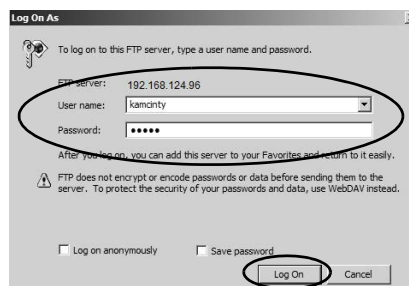 Log On As
To log on to this FTP server, type a user name and password.
FTP server: 192.168.124.96
User name: kamcinty
Password: •••••
After you log on, you can add this server to your Favorites and return to it easily.
FTP does not encrypt or encode passwords or data before sending them to the
server. To protect the security of your passwords and data, use WebDAV instead.
Log on anonymously Save password
Log On Cancel